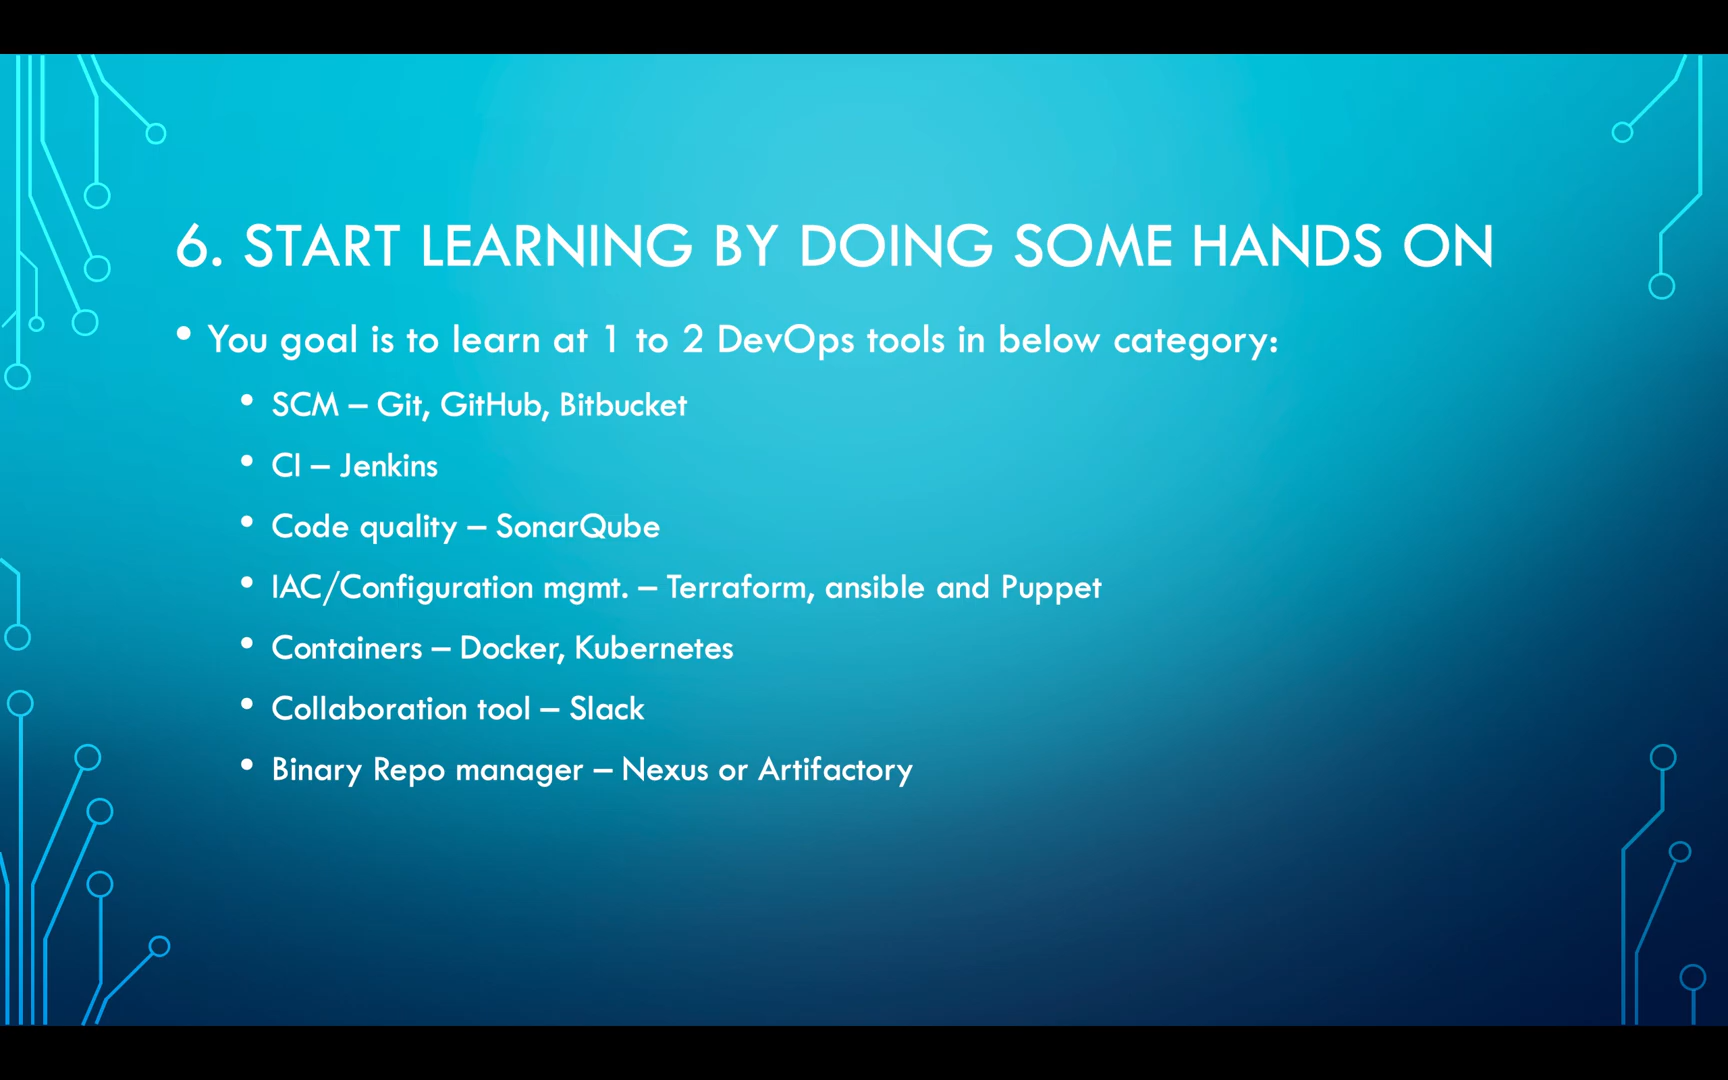 6. START LEARNING BY DOING SOME HANDS ON
• You goal is to learn at 1 to 2 DevOps tools in below category:
• SCM – Git, GitHub, Bitbucket
• CI – Jenkins
• Code quality – SonarQube
• IAC/Configuration mgmt. – Terraform, ansible and Puppet
• Containers – Docker, Kubernetes
• Collaboration tool – Slack
• Binary Repo manager – Nexus or Artifactory